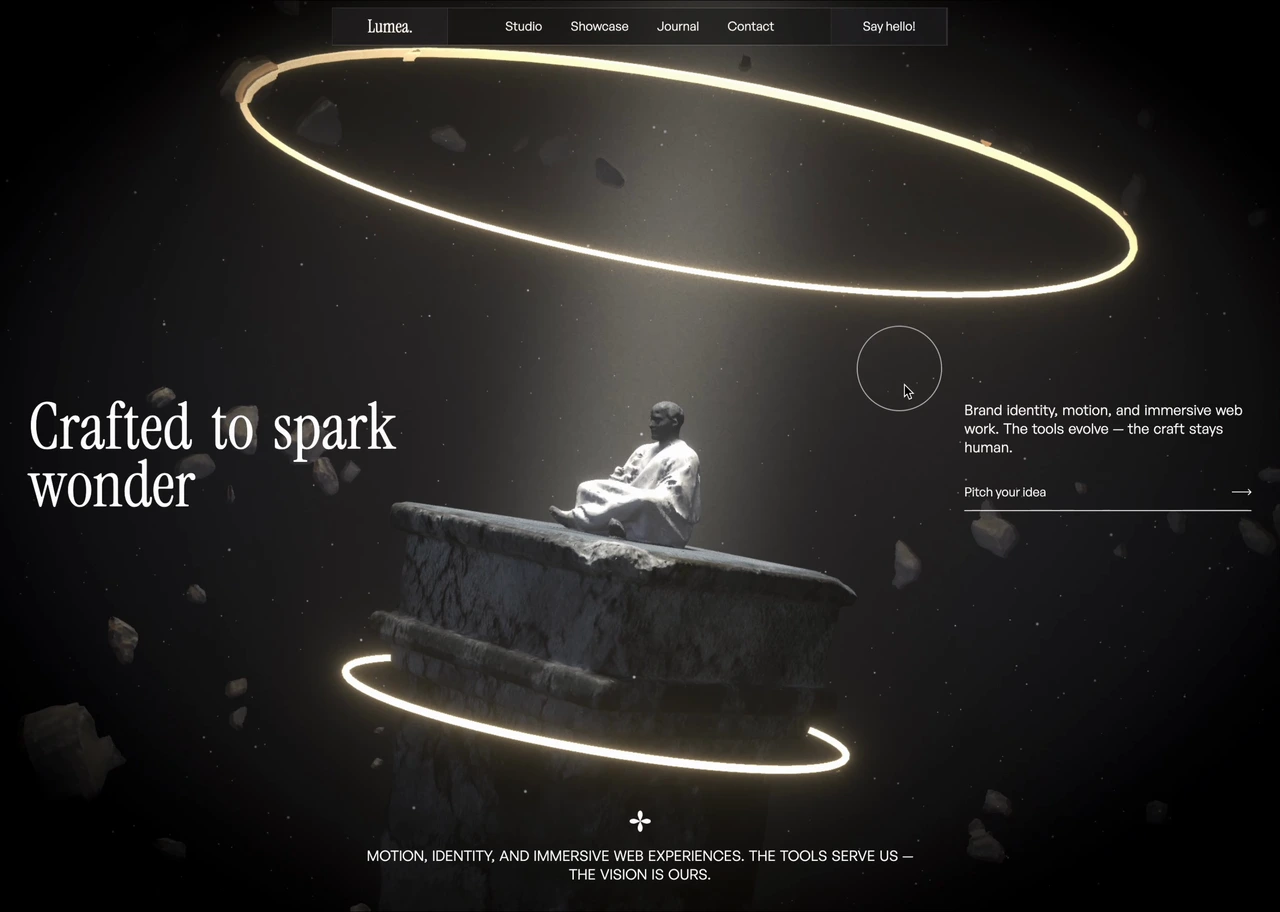 Lumea.
Studio
Showcase
Journal
Contact
Say hello!
Crafted to spark
wonder
Brand identity, motion, and immersive web
work. The tools evolve — the craft stays
human.
Pitch your idea
MOTION, IDENTITY, AND IMMERSIVE WEB EXPERIENCES. THE TOOLS SERVE US —
THE VISION IS OURS.